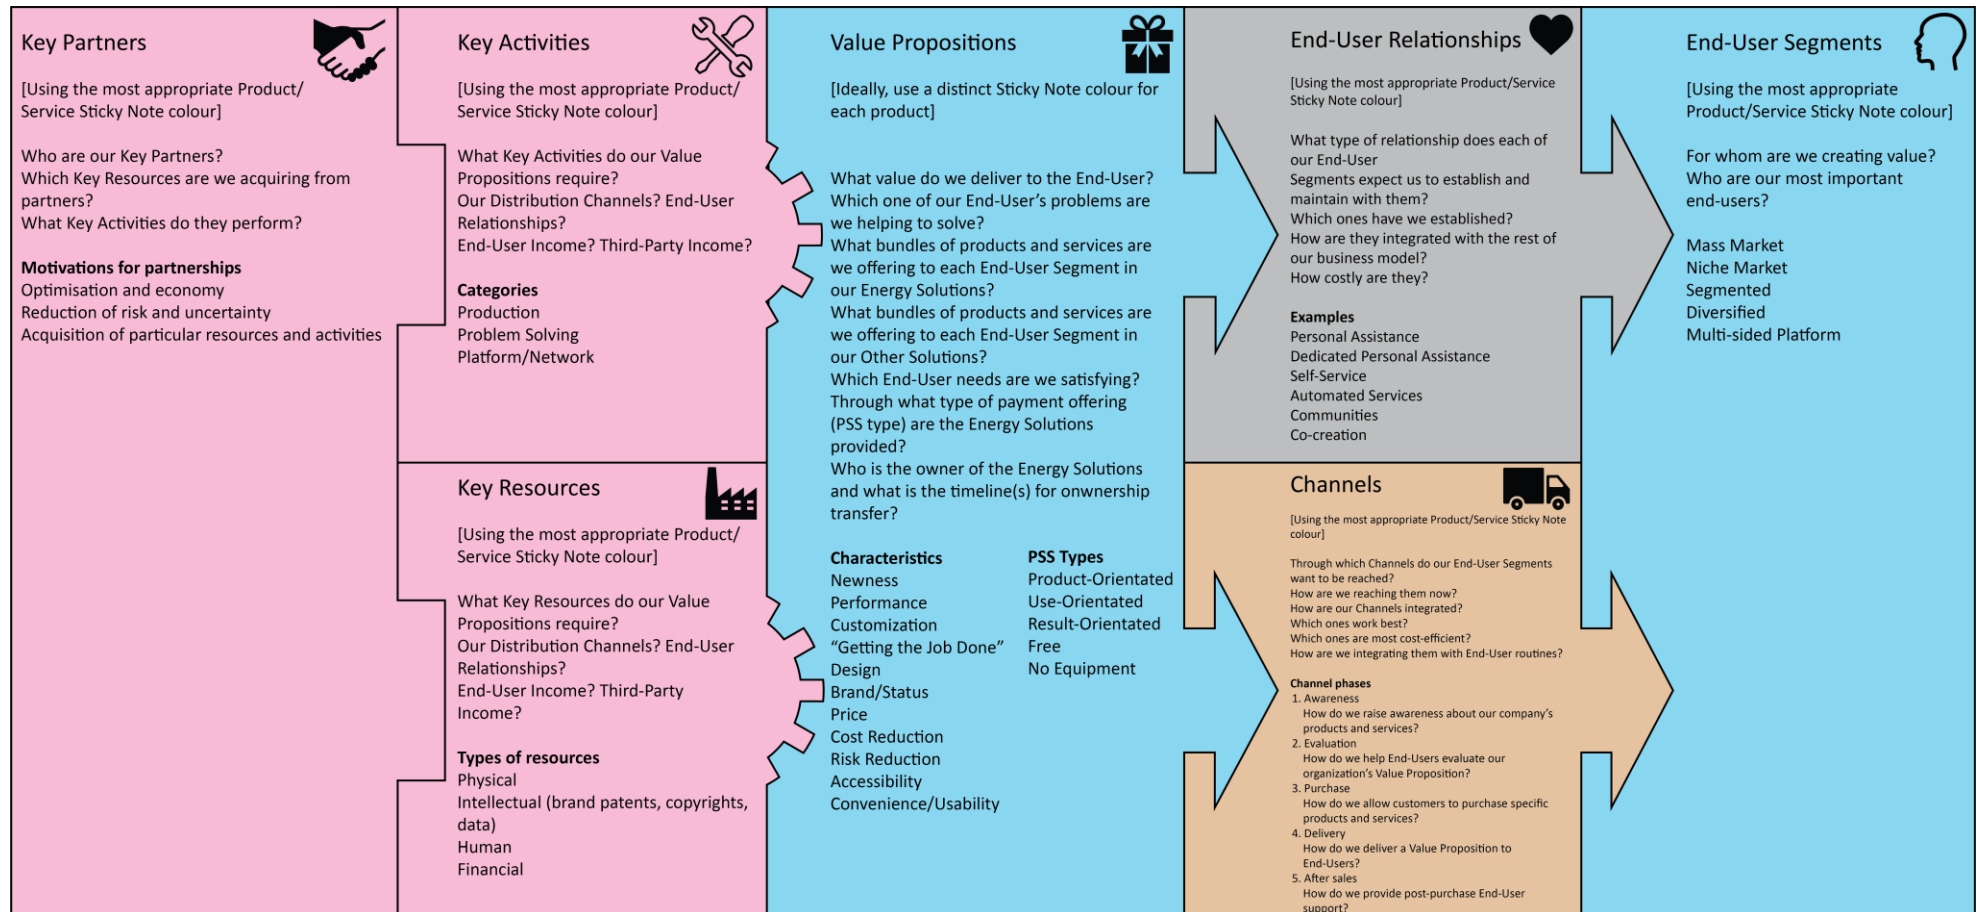 Key Partners
[Using the most appropriate Product/
Service Sticky Note colour]
Who are our Key Partners?
Which Key Resources are we acquiring from
partners?
What Key Activities do they perform?
Motivations for partnerships
Optimisation and economy
Reduction of risk and uncertainty
Acquisition of particular resources and activities
Key Activities
[Using the most appropriate Product/
Service Sticky Note colour]
What Key Activities do our Value
Propositions require?
Our Distribution Channels? End-User
Relationships?
End-User Income? Third-Party Income?
Categories
Production
Problem Solving
Platform/Network
Key Resources
[Using the most appropriate Product/
Service Sticky Note colour]
What Key Resources do our Value
Propositions require?
Our Distribution Channels? End-User
Relationships?
End-User Income? Third-Party
Income?
Types of resources
Physical
Intellectual (brand patents, copyrights,
data)
Human
Financial
Value Propositions
[Ideally, use a distinct Sticky Note colour for
each product]
What value do we deliver to the End-User?
Which one of our End-User's problems are
we helping to solve?
What bundles of products and services are
we offering to each End-User Segment in
our Energy Solutions?
What bundles of products and services are
we offering to each End-User Segment in
our Other Solutions?
Which End-User needs are we satisfying?
Through what type of payment offering
(PSS type) are the Energy Solutions
provided?
Who is the owner of the Energy Solutions
and what is the timeline(s) for onwnership
transfer?
Characteristics
Newness
Performance
Customization
“Getting the Job Done”
Design
Brand/Status
Price
Cost Reduction
Risk Reduction
Accessibility
Convenience/Usability
PSS Types
Product-Orientated
Use-Orientated
Result-Orientated
Free
No Equipment
End-User Relationships
[Using the most appropriate Product/Service
Sticky Note colour]
What type of relationship does each of
our End-User
Segments expect us to establish and
maintain with them?
Which ones have we established?
How are they integrated with the rest of
our business model?
How costly are they?
Examples
Personal Assistance
Dedicated Personal Assistance
Self-Service
Automated Services
Communities
Co-creation
Channels
[Using the most appropriate Product/Service Sticky Note
colour]
Through which Channels do our End-User Segments
want to be reached?
How are we reaching them now?
How are our Channels integrated?
Which ones work best?
Which ones are most cost-efficient?
How are we integrating them with End-User routines?
Channel phases
1. Awareness
How do we raise awareness about our company's
products and services?
2. Evaluation
How do we help End-Users evaluate our
organization's Value Proposition?
3. Purchase
How do we allow customers to purchase specific
products and services?
4. Delivery
How do we deliver a Value Proposition to
End-Users?
5. After sales
How do we provide post-purchase End-User
support?
End-User Segments
[Using the most appropriate
Product/Service Sticky Note colour]
For whom are we creating value?
Who are our most important
end-users?
Mass Market
Niche Market
Segmented
Diversified
Multi-sided Platform